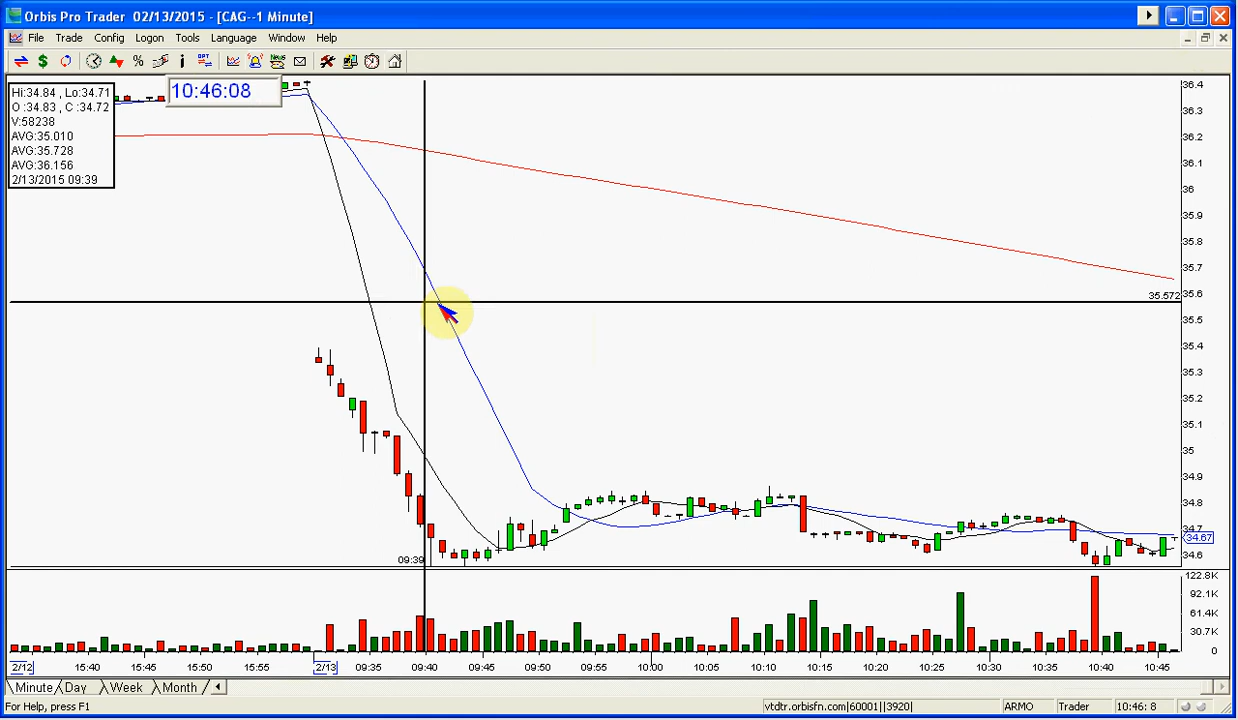 Orbis Pro Trader 02/13/2015 - [CAG--1 Minute]
File Trade Config Logon Tools Language Window Help
Hi:34.84 , Lo:34.71
O :34.83 , C :34.72
V:58238
AVG:35.010
AVG:35.728
AVG:36.156
2/13/2015 09:39
10:46:08
36.4
36.3
36.2
36.1
36
35.9
35.8
35.7
35.6
35.572
35.5
35.4
35.3
35.2
35.1
35
34.9
34.8
34.7
34.67
34.6
09:39
122.8K
92.1K
61.4K
30.7K
0
2/12 15:40 15:45 15:50 15:55 2/13 09:35 09:40 09:45 09:50 09:55 10:00 10:05 10:10 10:15 10:20 10:25 10:30 10:35 10:40 10:45
Minute Day Week Month
For Help, press F1 vtdtr.orbisfn.com|60001||3920| ARMO Trader 10:46: 8